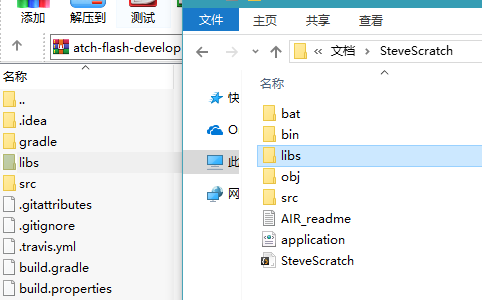 添加
解压到
测试
atch-flash-develop
名称
..
.idea
gradle
libs
src
.gitattributes
.gitignore
.travis.yml
build.gradle
build.properties
文件
主页
共享
查看
« 文档 > SteveScratch
名称
快
O
此
网
bat
bin
libs
obj
src
AIR_readme
application
SteveScratch